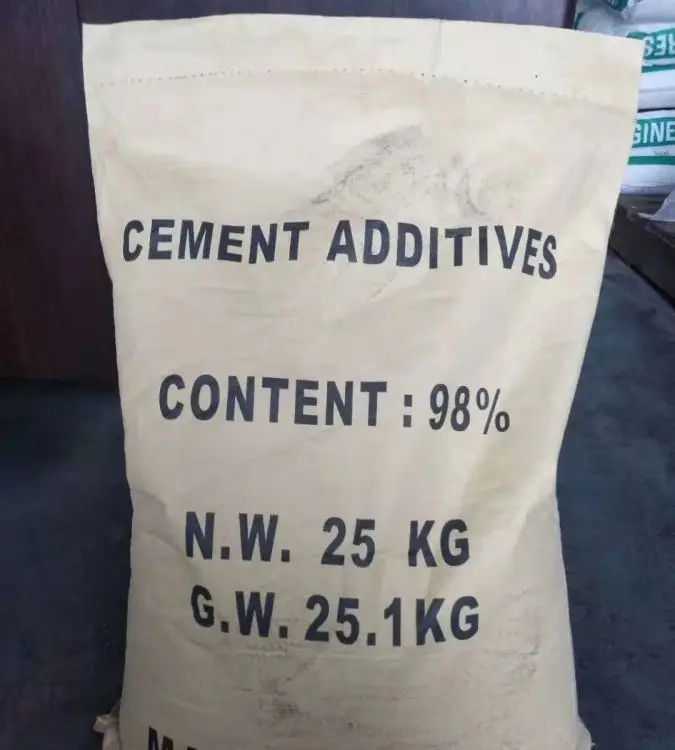 CEMENT ADDITIVES
CONTENT : 98%
N.W. 25 KG
G.W. 25.1KG